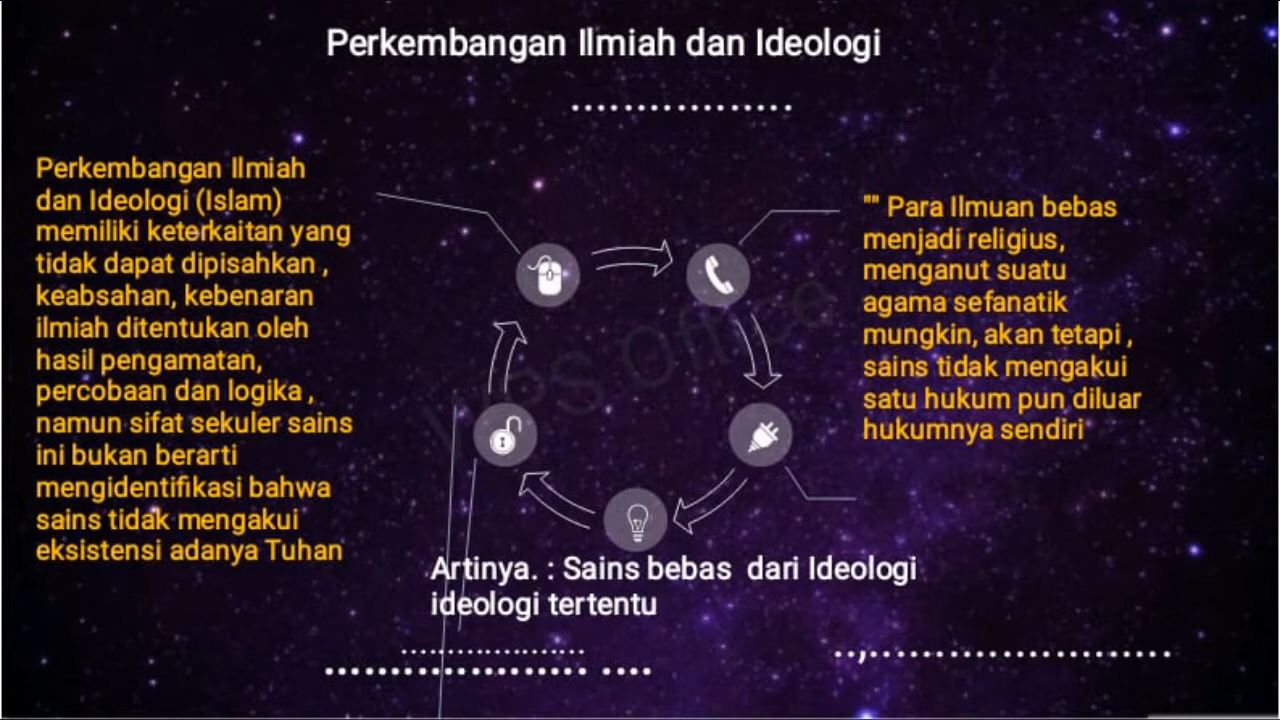 Perkembangan Ilmiah dan Ideologi
................
Perkembangan Ilmiah
dan Ideologi (Islam)
memiliki keterkaitan yang
tidak dapat dipisahkan ,
keabsahan, kebenaran
ilmiah ditentukan oleh
hasil pengamatan,
percobaan dan logika ,
namun sifat sekuler sains
ini bukan berarti
mengidentifikasi bahwa
sains tidak mengakui
eksistensi adanya Tuhan
"" Para Ilmuan bebas
menjadi religius,
menganut suatu
agama sefanatik
mungkin, akan tetapi ,
sains tidak mengakui
satu hukum pun diluar
hukumnya sendiri
WPS Office
Artinya. : Sains bebas  dari Ideologi
ideologi tertentu